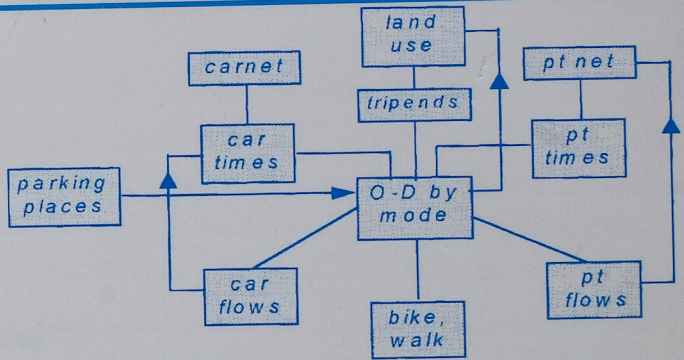 land
use
carnet
pt net
tripends
car
times
pt
times
parking
places
O-D by
mode
car
flows
pt
flows
bike,
walk